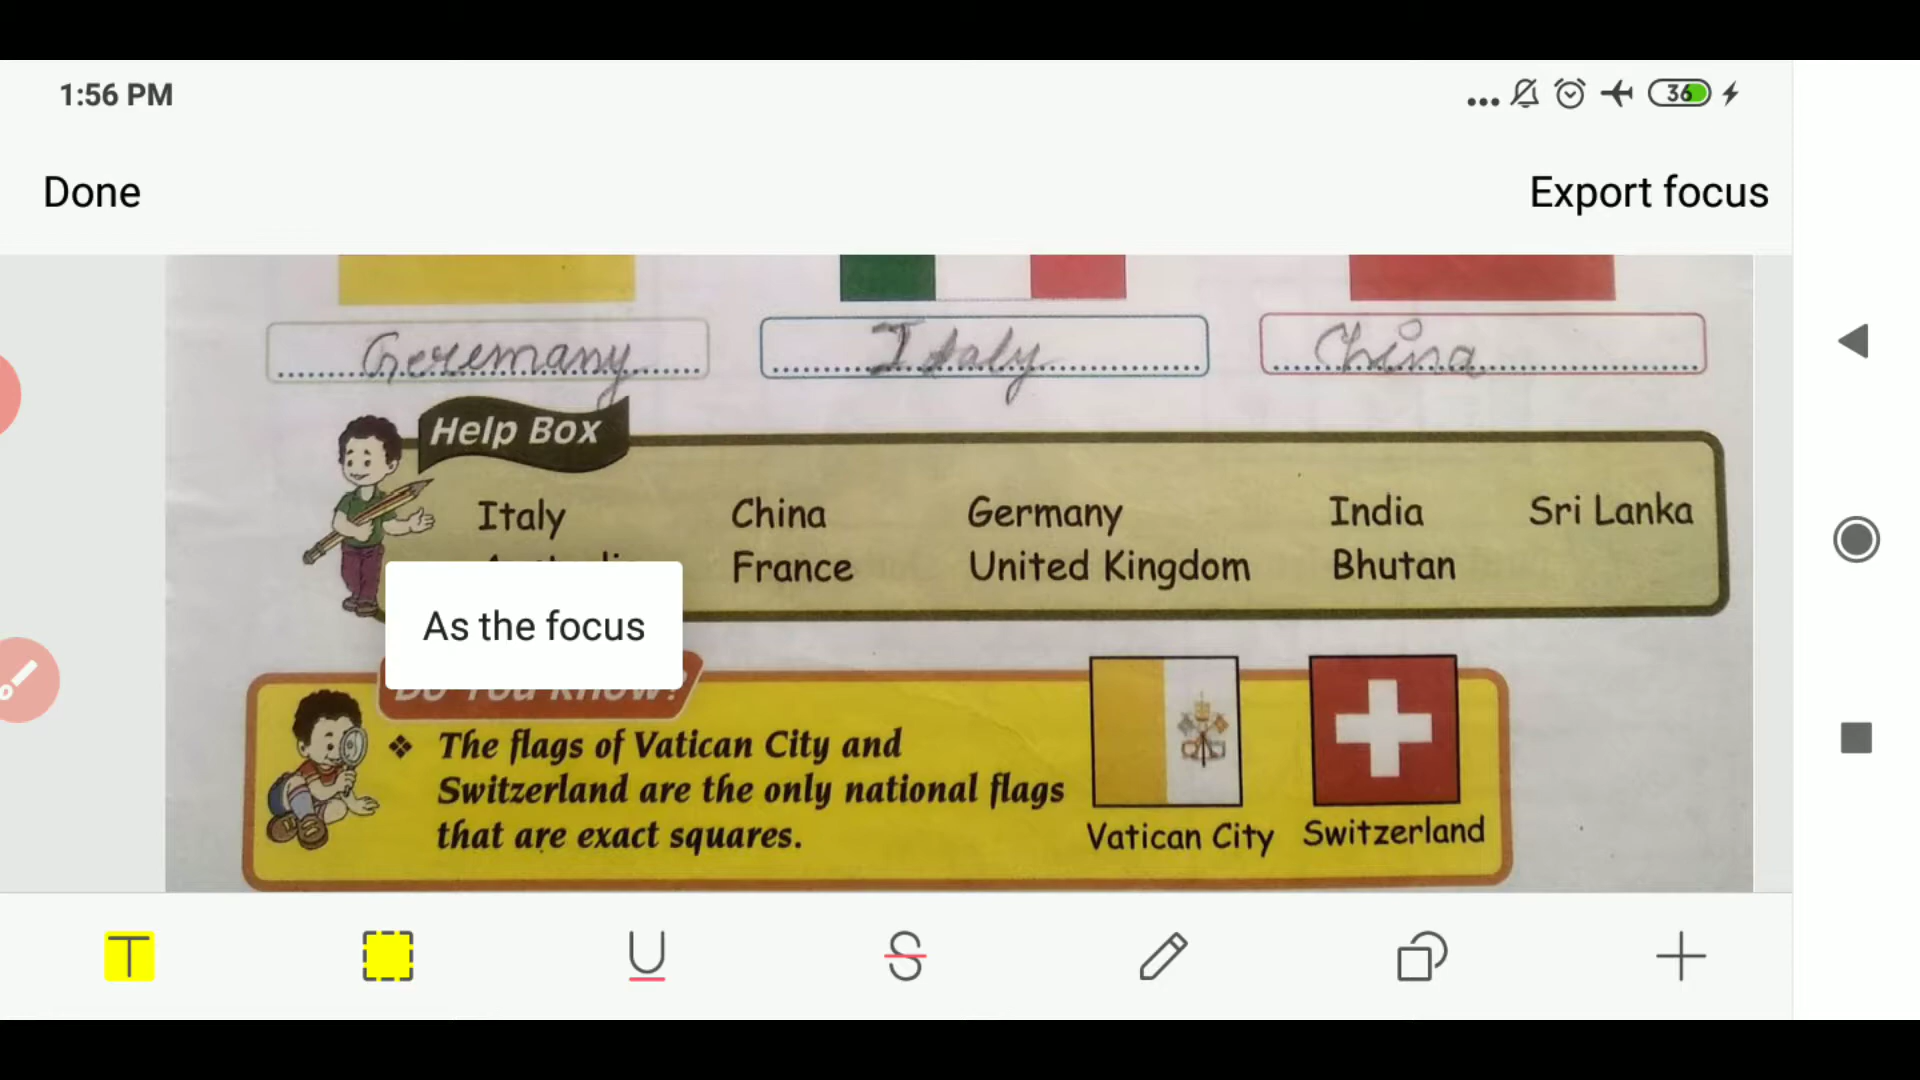 1:56 PM
36
Done
Export focus
Geremany
Italy
China
Help Box
Italy China Germany India Sri Lanka
France United Kingdom Bhutan
As the focus
The flags of Vatican City and
Switzerland are the only national flags
that are exact squares.
Vatican City Switzerland
T
U
S